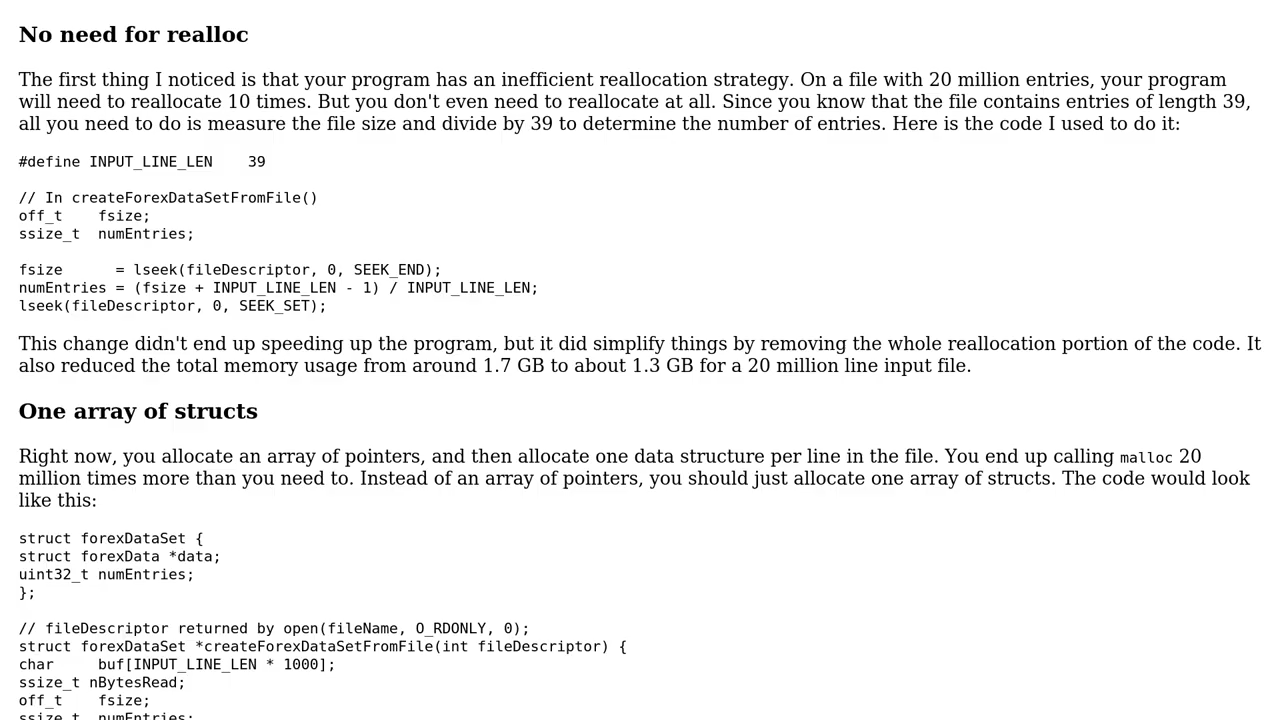 No need for realloc
The first thing I noticed is that your program has an inefficient reallocation strategy. On a file with 20 million entries, your program
will need to reallocate 10 times. But you don't even need to reallocate at all. Since you know that the file contains entries of length 39,
all you need to do is measure the file size and divide by 39 to determine the number of entries. Here is the code I used to do it:
#define INPUT_LINE_LEN    39
// In createForexDataSetFromFile()
off_t    fsize;
ssize_t  numEntries;
fsize      = lseek(fileDescriptor, 0, SEEK_END);
numEntries = (fsize + INPUT_LINE_LEN - 1) / INPUT_LINE_LEN;
lseek(fileDescriptor, 0, SEEK_SET);
This change didn't end up speeding up the program, but it did simplify things by removing the whole reallocation portion of the code. It
also reduced the total memory usage from around 1.7 GB to about 1.3 GB for a 20 million line input file.
One array of structs
Right now, you allocate an array of pointers, and then allocate one data structure per line in the file. You end up calling malloc 20
million times more than you need to. Instead of an array of pointers, you should just allocate one array of structs. The code would look
like this:
struct forexDataSet {
struct forexData *data;
uint32_t numEntries;
};
// fileDescriptor returned by open(fileName, O_RDONLY, 0);
struct forexDataSet *createForexDataSetFromFile(int fileDescriptor) {
char     buf[INPUT_LINE_LEN * 1000];
ssize_t nBytesRead;
off_t    fsize;
ssize_t  numEntries;